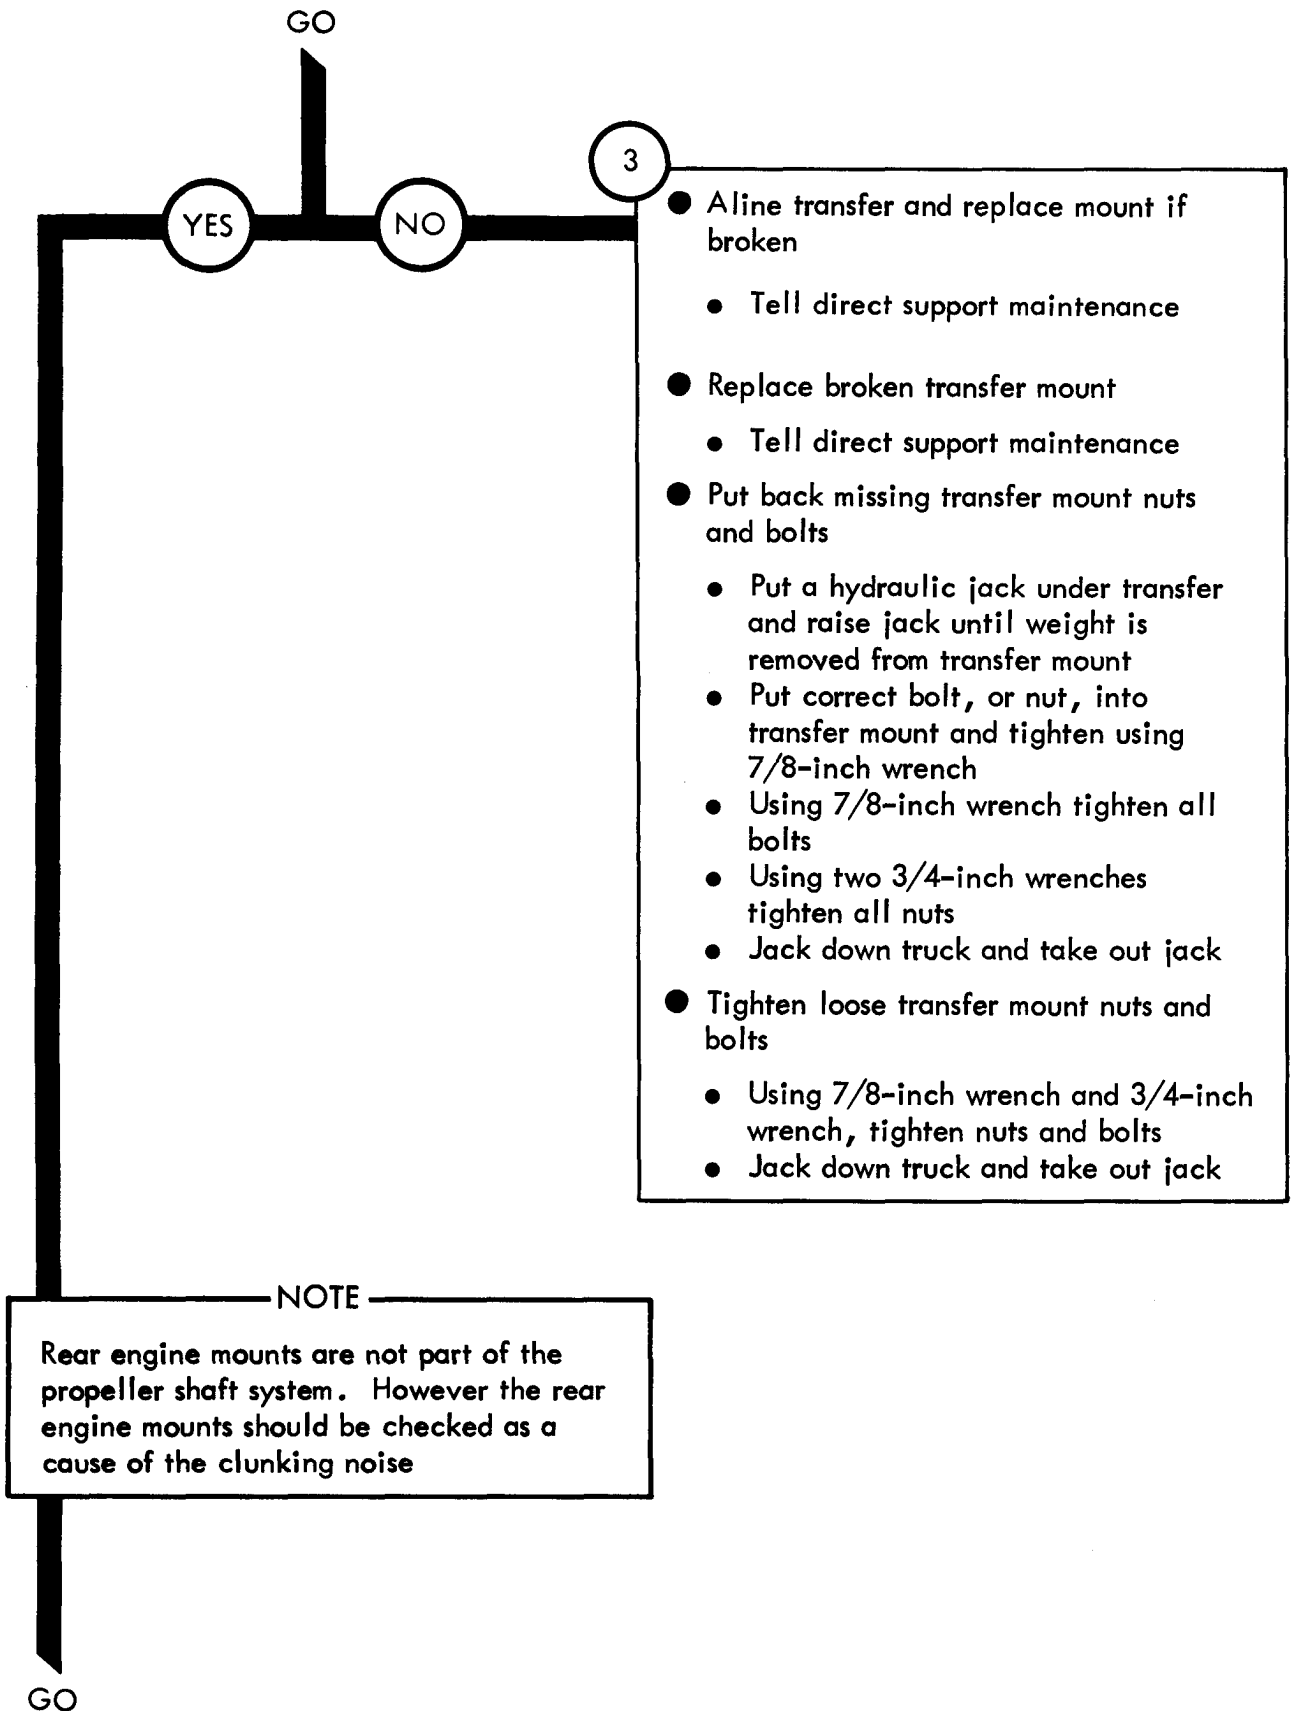 GO
YES
NO
3
● Aline transfer and replace mount if
broken
● Tell direct support maintenance
● Replace broken transfer mount
● Tell direct support maintenance
● Put back missing transfer mount nuts
and bolts
● Put a hydraulic jack under transfer
and raise jack until weight is
removed from transfer mount
● Put correct bolt, or nut, into
transfer mount and tighten using
7/8-inch wrench
● Using 7/8-inch wrench tighten all
bolts
● Using two 3/4-inch wrenches
tighten all nuts
● Jack down truck and take out jack
● Tighten loose transfer mount nuts and
bolts
● Using 7/8-inch wrench and 3/4-inch
wrench, tighten nuts and bolts
● Jack down truck and take out jack
NOTE
Rear engine mounts are not part of the
propeller shaft system. However the rear
engine mounts should be checked as a
cause of the clunking noise
GO